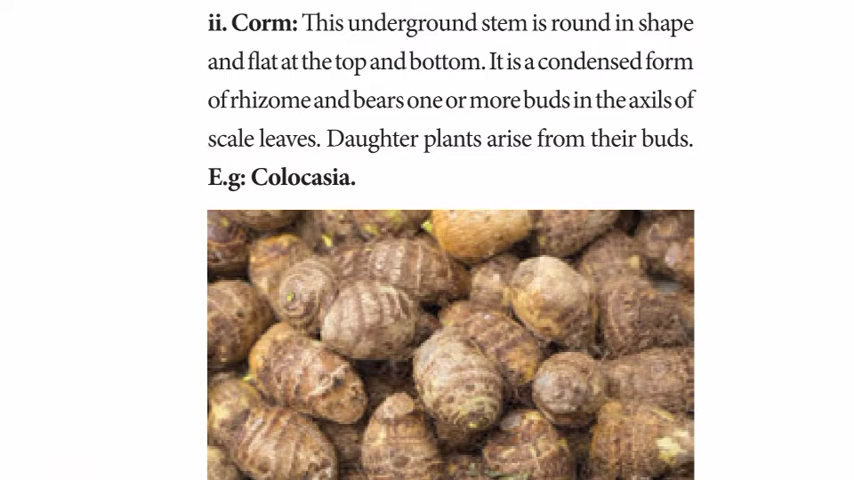 ii. Corm: This underground stem is round in shape
and flat at the top and bottom. It is a condensed form
of rhizome and bears one or more buds in the axils of
scale leaves. Daughter plants arise from their buds.
E.g: Colocasia.